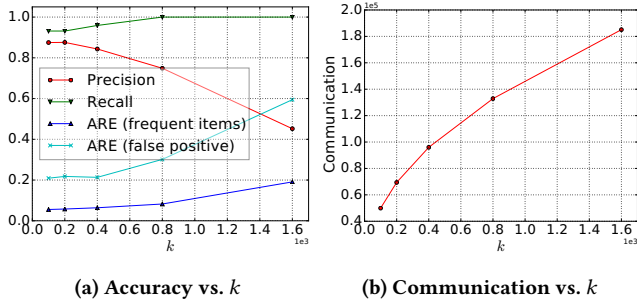 1.0
0.8
0.6
0.4
0.2
0.0
Precision
Recall
ARE (frequent items)
ARE (false positive)
0.0 0.2 0.4 0.6 0.8 1.0 1.2 1.4 1.6
1e3
k
(a) Accuracy vs. k
1e5
2.0
1.8
1.6
1.4
1.2
1.0
0.8
0.6
0.4
Communication
0.0 0.2 0.4 0.6 0.8 1.0 1.2 1.4 1.6
1e3
k
(b) Communication vs. k